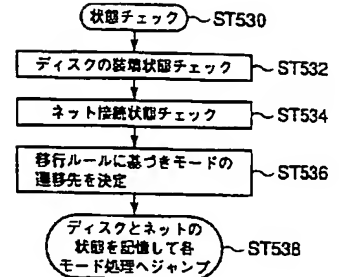 状態チェック
ST530
ディスクの装填状態チェック
ST532
ネット接続状態チェック
ST534
移行ルールに基づきモードの
遷移先を決定
ST536
ディスクとネットの
状態を記憶して各
モード処理へジャンプ
ST538